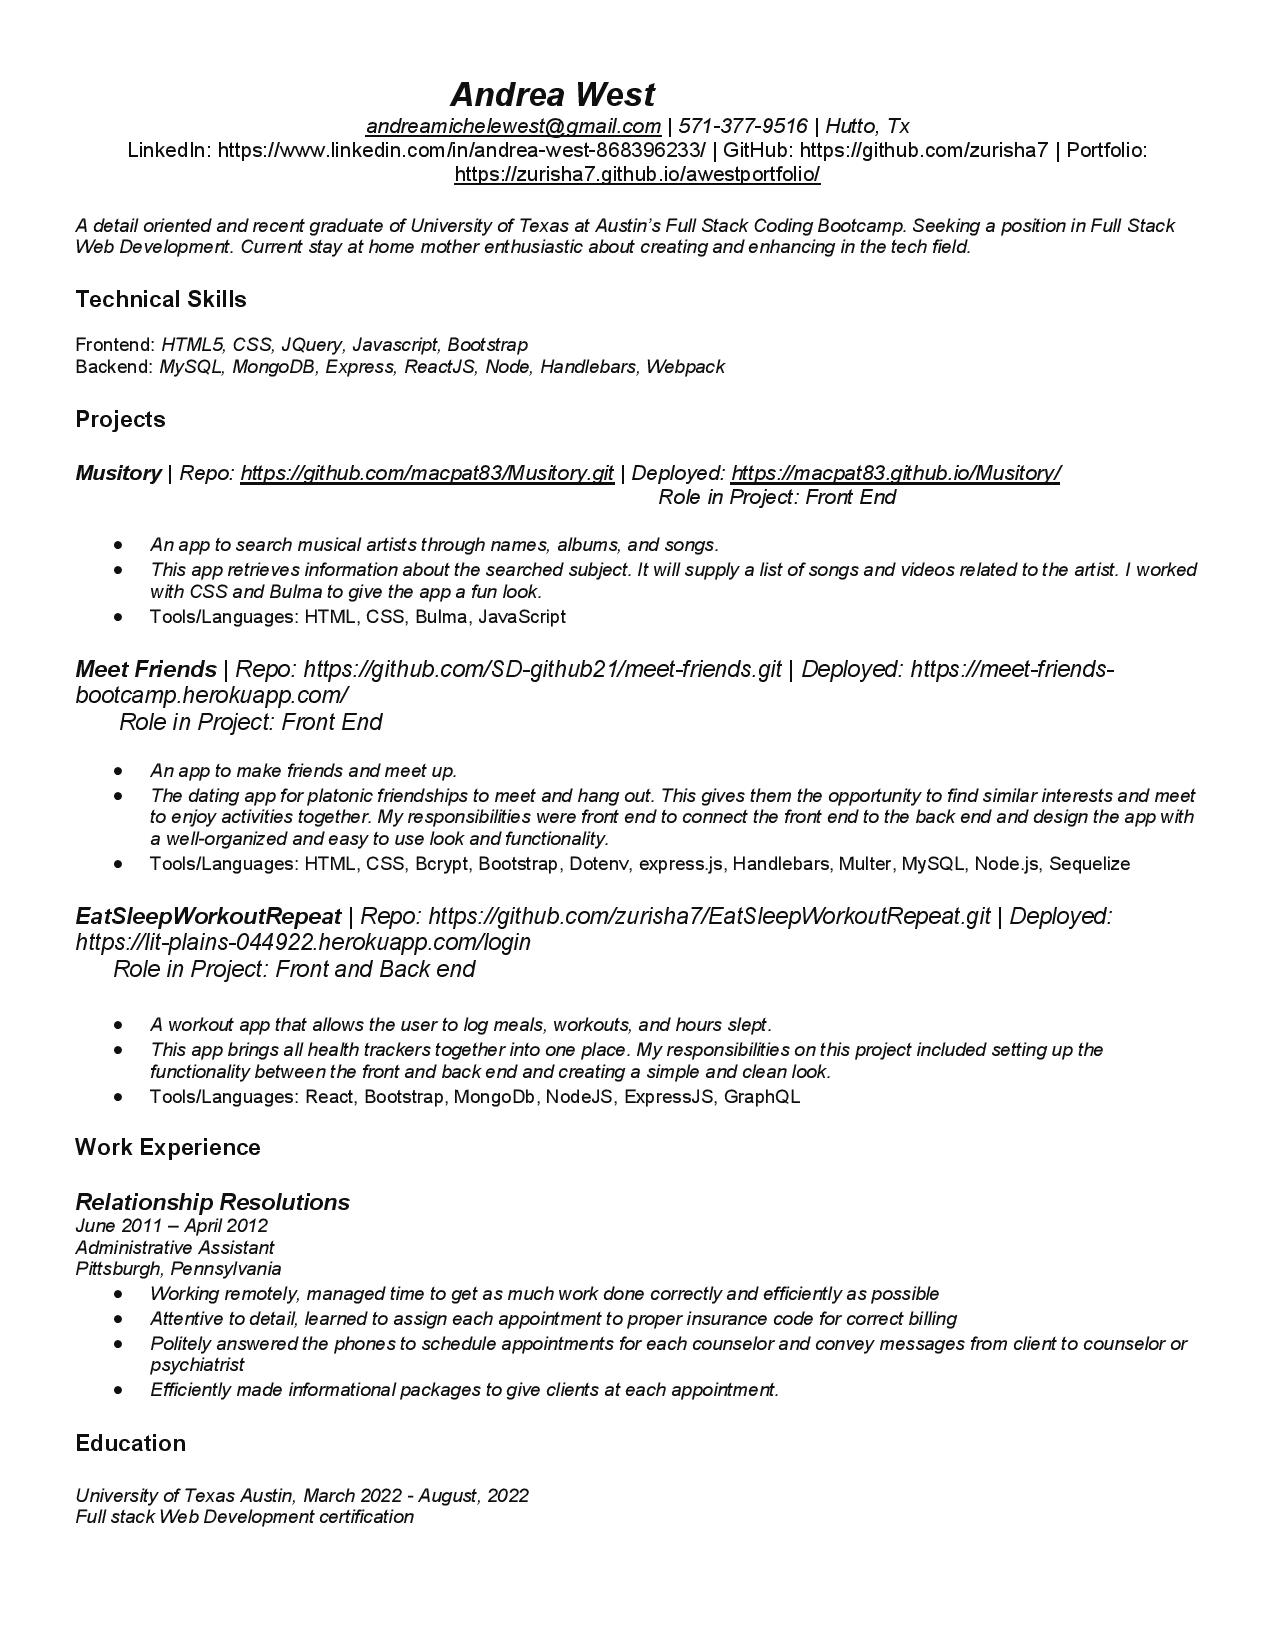 Andrea West
andreamichelewest@gmail.com | 571-377-9516 | Hutto, Tx
LinkedIn: https://www.linkedin.com/in/andrea-west-868396233/ | GitHub: https://github.com/zurisha7 | Portfolio:
https://zurisha7.github.io/awestportfolio/
A detail oriented and recent graduate of University of Texas at Austin's Full Stack Coding Bootcamp. Seeking a position in Full Stack
Web Development. Current stay at home mother enthusiastic about creating and enhancing in the tech field.
Technical Skills
Frontend: HTML5, CSS, JQuery, Javascript, Bootstrap
Backend: MySQL, MongoDB, Express, ReactJS, Node, Handlebars, Webpack
Projects
Musitory | Repo: https://github.com/macpat83/Musitory.git | Deployed: https://macpat83.github.io/Musitory/
Role in Project: Front End
• An app to search musical artists through names, albums, and songs.
• This app retrieves information about the searched subject. It will supply a list of songs and videos related to the artist. I worked
with CSS and Bulma to give the app a fun look.
• Tools/Languages: HTML, CSS, Bulma, JavaScript
Meet Friends | Repo: https://github.com/SD-github21/meet-friends.git | Deployed: https://meet-friends-
bootcamp.herokuapp.com/
Role in Project: Front End
• An app to make friends and meet up.
• The dating app for platonic friendships to meet and hang out. This gives them the opportunity to find similar interests and meet
to enjoy activities together. My responsibilities were front end to connect the front end to the back end and design the app with
a well-organized and easy to use look and functionality.
• Tools/Languages: HTML, CSS, Bcrypt, Bootstrap, Dotenv, express.js, Handlebars, Multer, MySQL, Node.js, Sequelize
EatSleepWorkoutRepeat | Repo: https://github.com/zurisha7/EatSleepWorkoutRepeat.git | Deployed:
https://lit-plains-044922.herokuapp.com/login
Role in Project: Front and Back end
• A workout app that allows the user to log meals, workouts, and hours slept.
• This app brings all health trackers together into one place. My responsibilities on this project included setting up the
functionality between the front and back end and creating a simple and clean look.
• Tools/Languages: React, Bootstrap, MongoDb, NodeJS, ExpressJS, GraphQL
Work Experience
Relationship Resolutions
June 2011 – April 2012
Administrative Assistant
Pittsburgh, Pennsylvania
• Working remotely, managed time to get as much work done correctly and efficiently as possible
• Attentive to detail, learned to assign each appointment to proper insurance code for correct billing
• Politely answered the phones to schedule appointments for each counselor and convey messages from client to counselor or
psychiatrist
• Efficiently made informational packages to give clients at each appointment.
Education
University of Texas Austin, March 2022 - August, 2022
Full stack Web Development certification